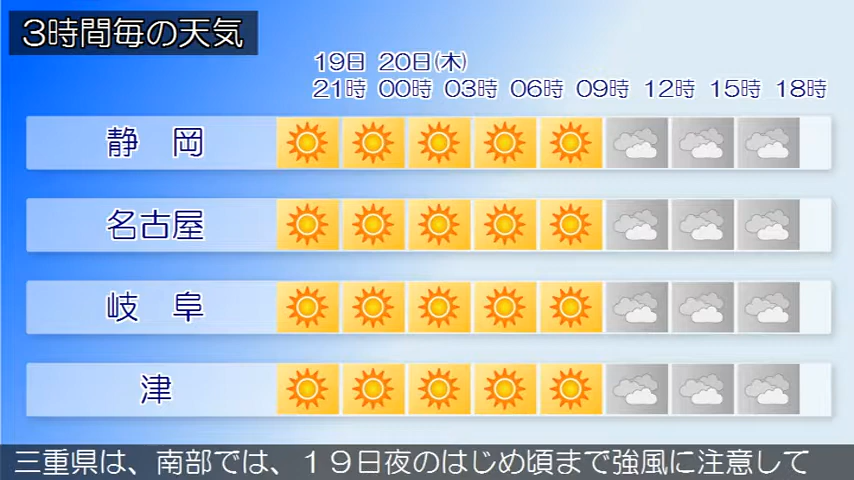 3時間毎の天気
19日 20日(木)
21時 00時 03時 06時 09時 12時 15時 18時
静 岡
名古屋
岐 阜
津
三重県は、南部では、１９日夜のはじめ頃まで強風に注意して